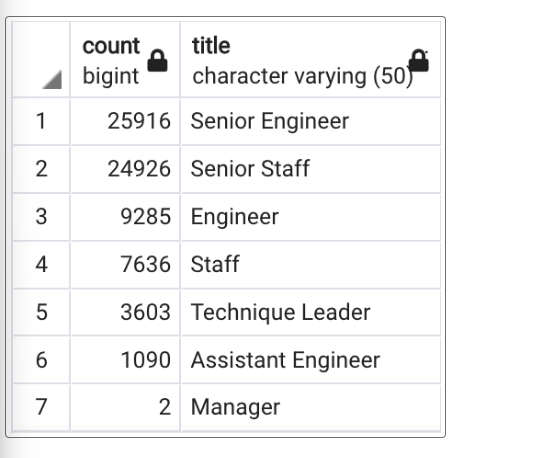 count title
bigint character varying (50)
1 25916 Senior Engineer
2 24926 Senior Staff
3 9285 Engineer
4 7636 Staff
5 3603 Technique Leader
6 1090 Assistant Engineer
7 2 Manager